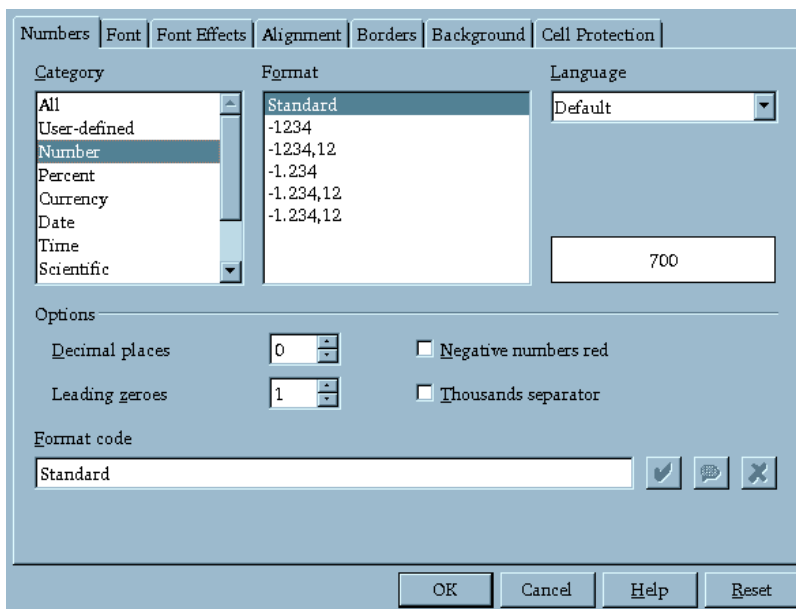 Numbers Font Font Effects Alignment Borders Background Cell Protection
Category
All
User-defined
Number
Percent
Currency
Date
Time
Scientific
Format
Standard
-1234
-1234,12
-1.234
-1.234,12
-1.234,12
Language
Default
700
Options
Decimal places 0
Negative numbers red
Leading zeroes 1
Thousands separator
Format code
Standard
OK Cancel Help Reset